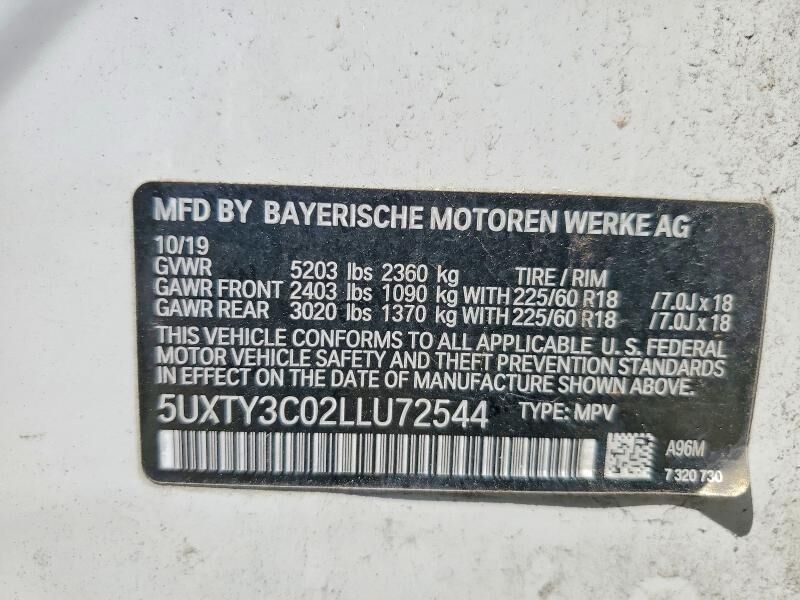 MFD BY BAYERISCHE MOTOREN WERKE AG
10/19
GVWR 5203 lbs 2360 kg TIRE / RIM
GAWR FRONT 2403 lbs 1090 kg WITH 225/60 R18 /7.0J x 18
GAWR REAR 3020 lbs 1370 kg WITH 225/60 R18 /7.0J x 18
THIS VEHICLE CONFORMS TO ALL APPLICABLE U.S. FEDERAL
MOTOR VEHICLE SAFETY AND THEFT PREVENTION STANDARDS
IN EFFECT ON THE DATE OF MANUFACTURE SHOWN ABOVE.
5UXTY3C02LLU72544 TYPE: MPV
A96M
7 320 730